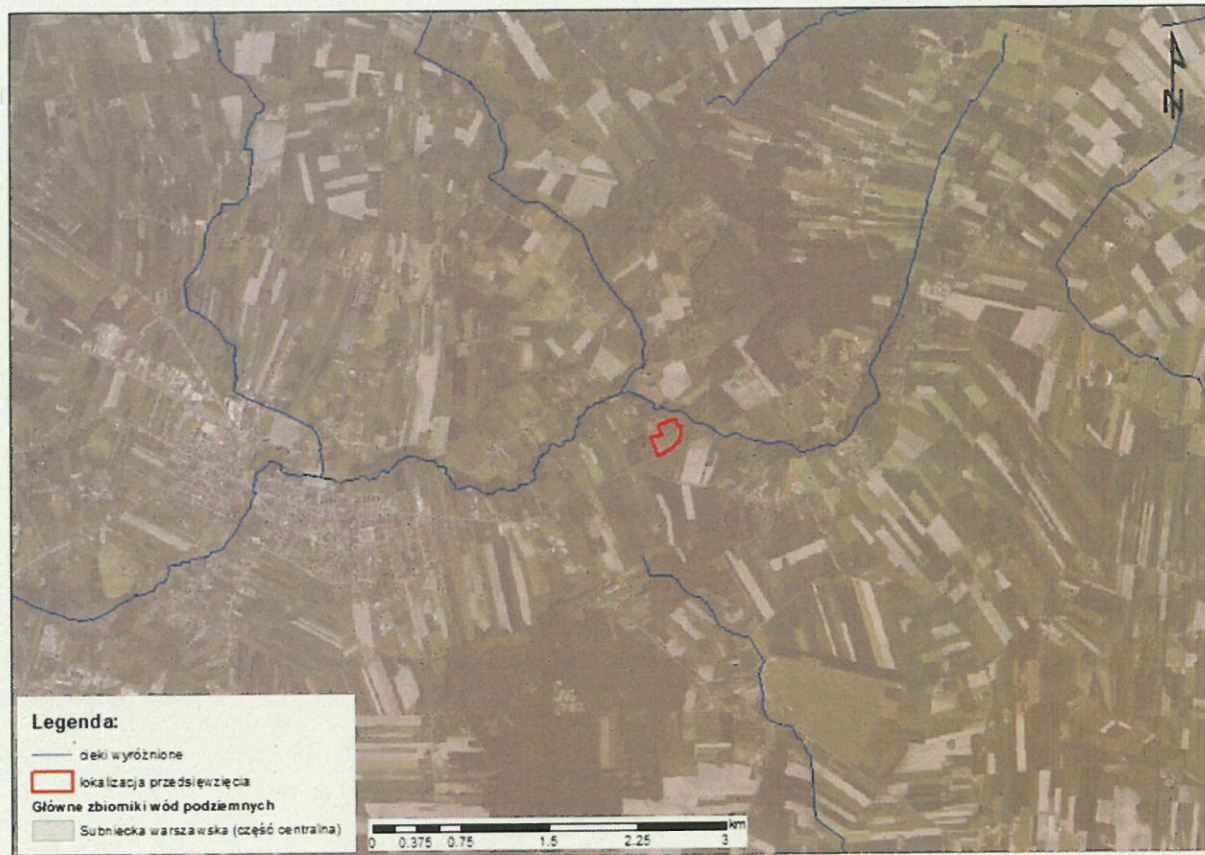 N
Legenda:
cieki wyróżnione
lokalizacja przedsięwzięcia
Główne zbiorniki wód podziemnych
Subniecka warszawska (część centralna)
km
0 0.375 0.75 1.5 2.25 3